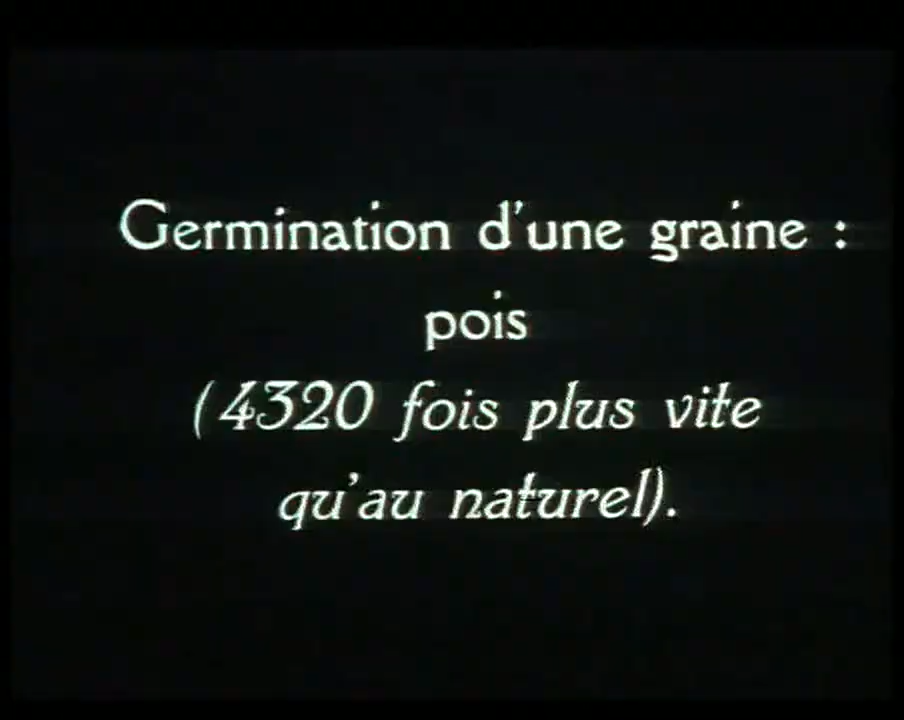 Germination d'une graine :
pois
(4320 fois plus vite
qu'au naturel).